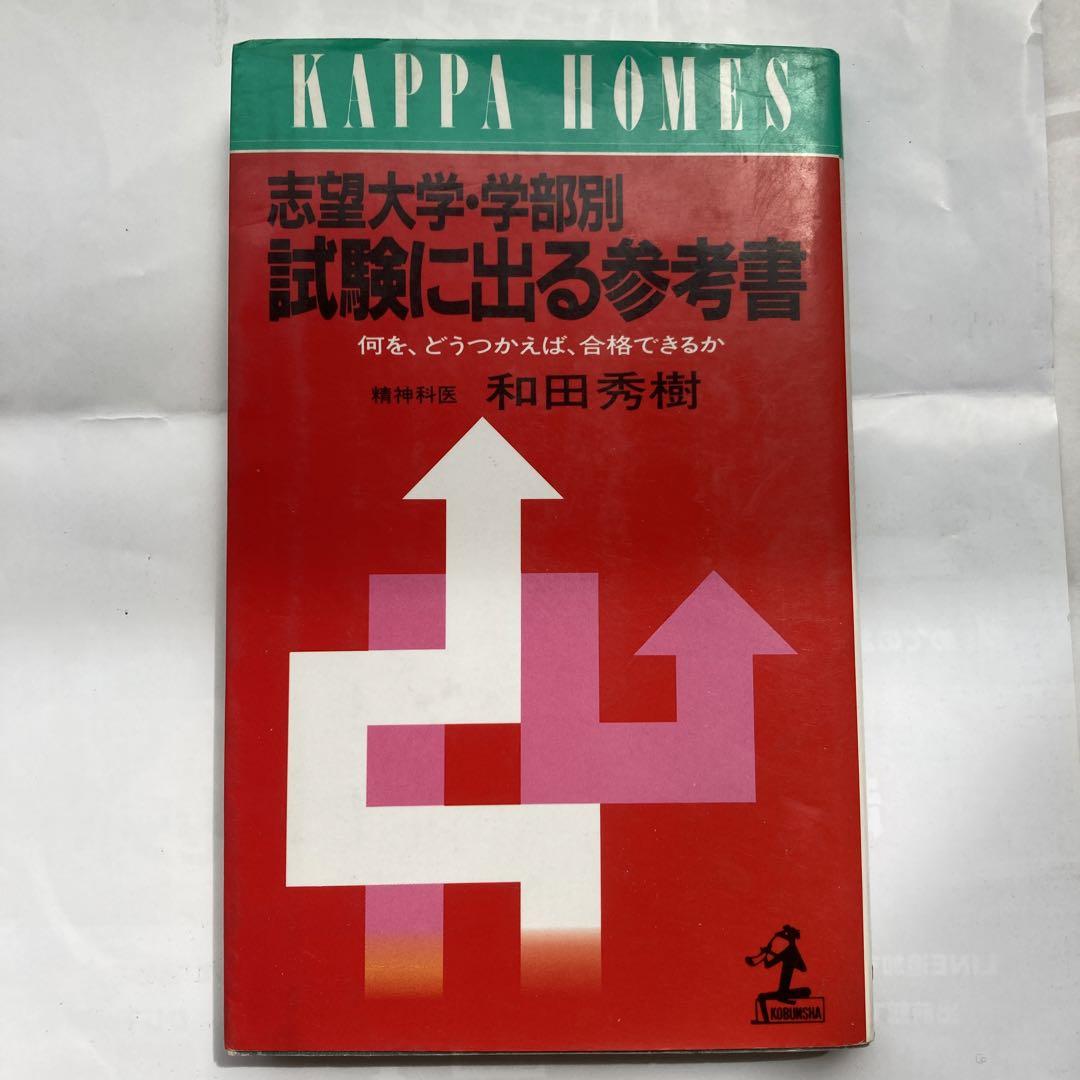 KAPPA HOMES
志望大学・学部別
試験に出る参考書
何を、どうつかえば、合格できるか
精神科医 和田秀樹
KOBUNSHA